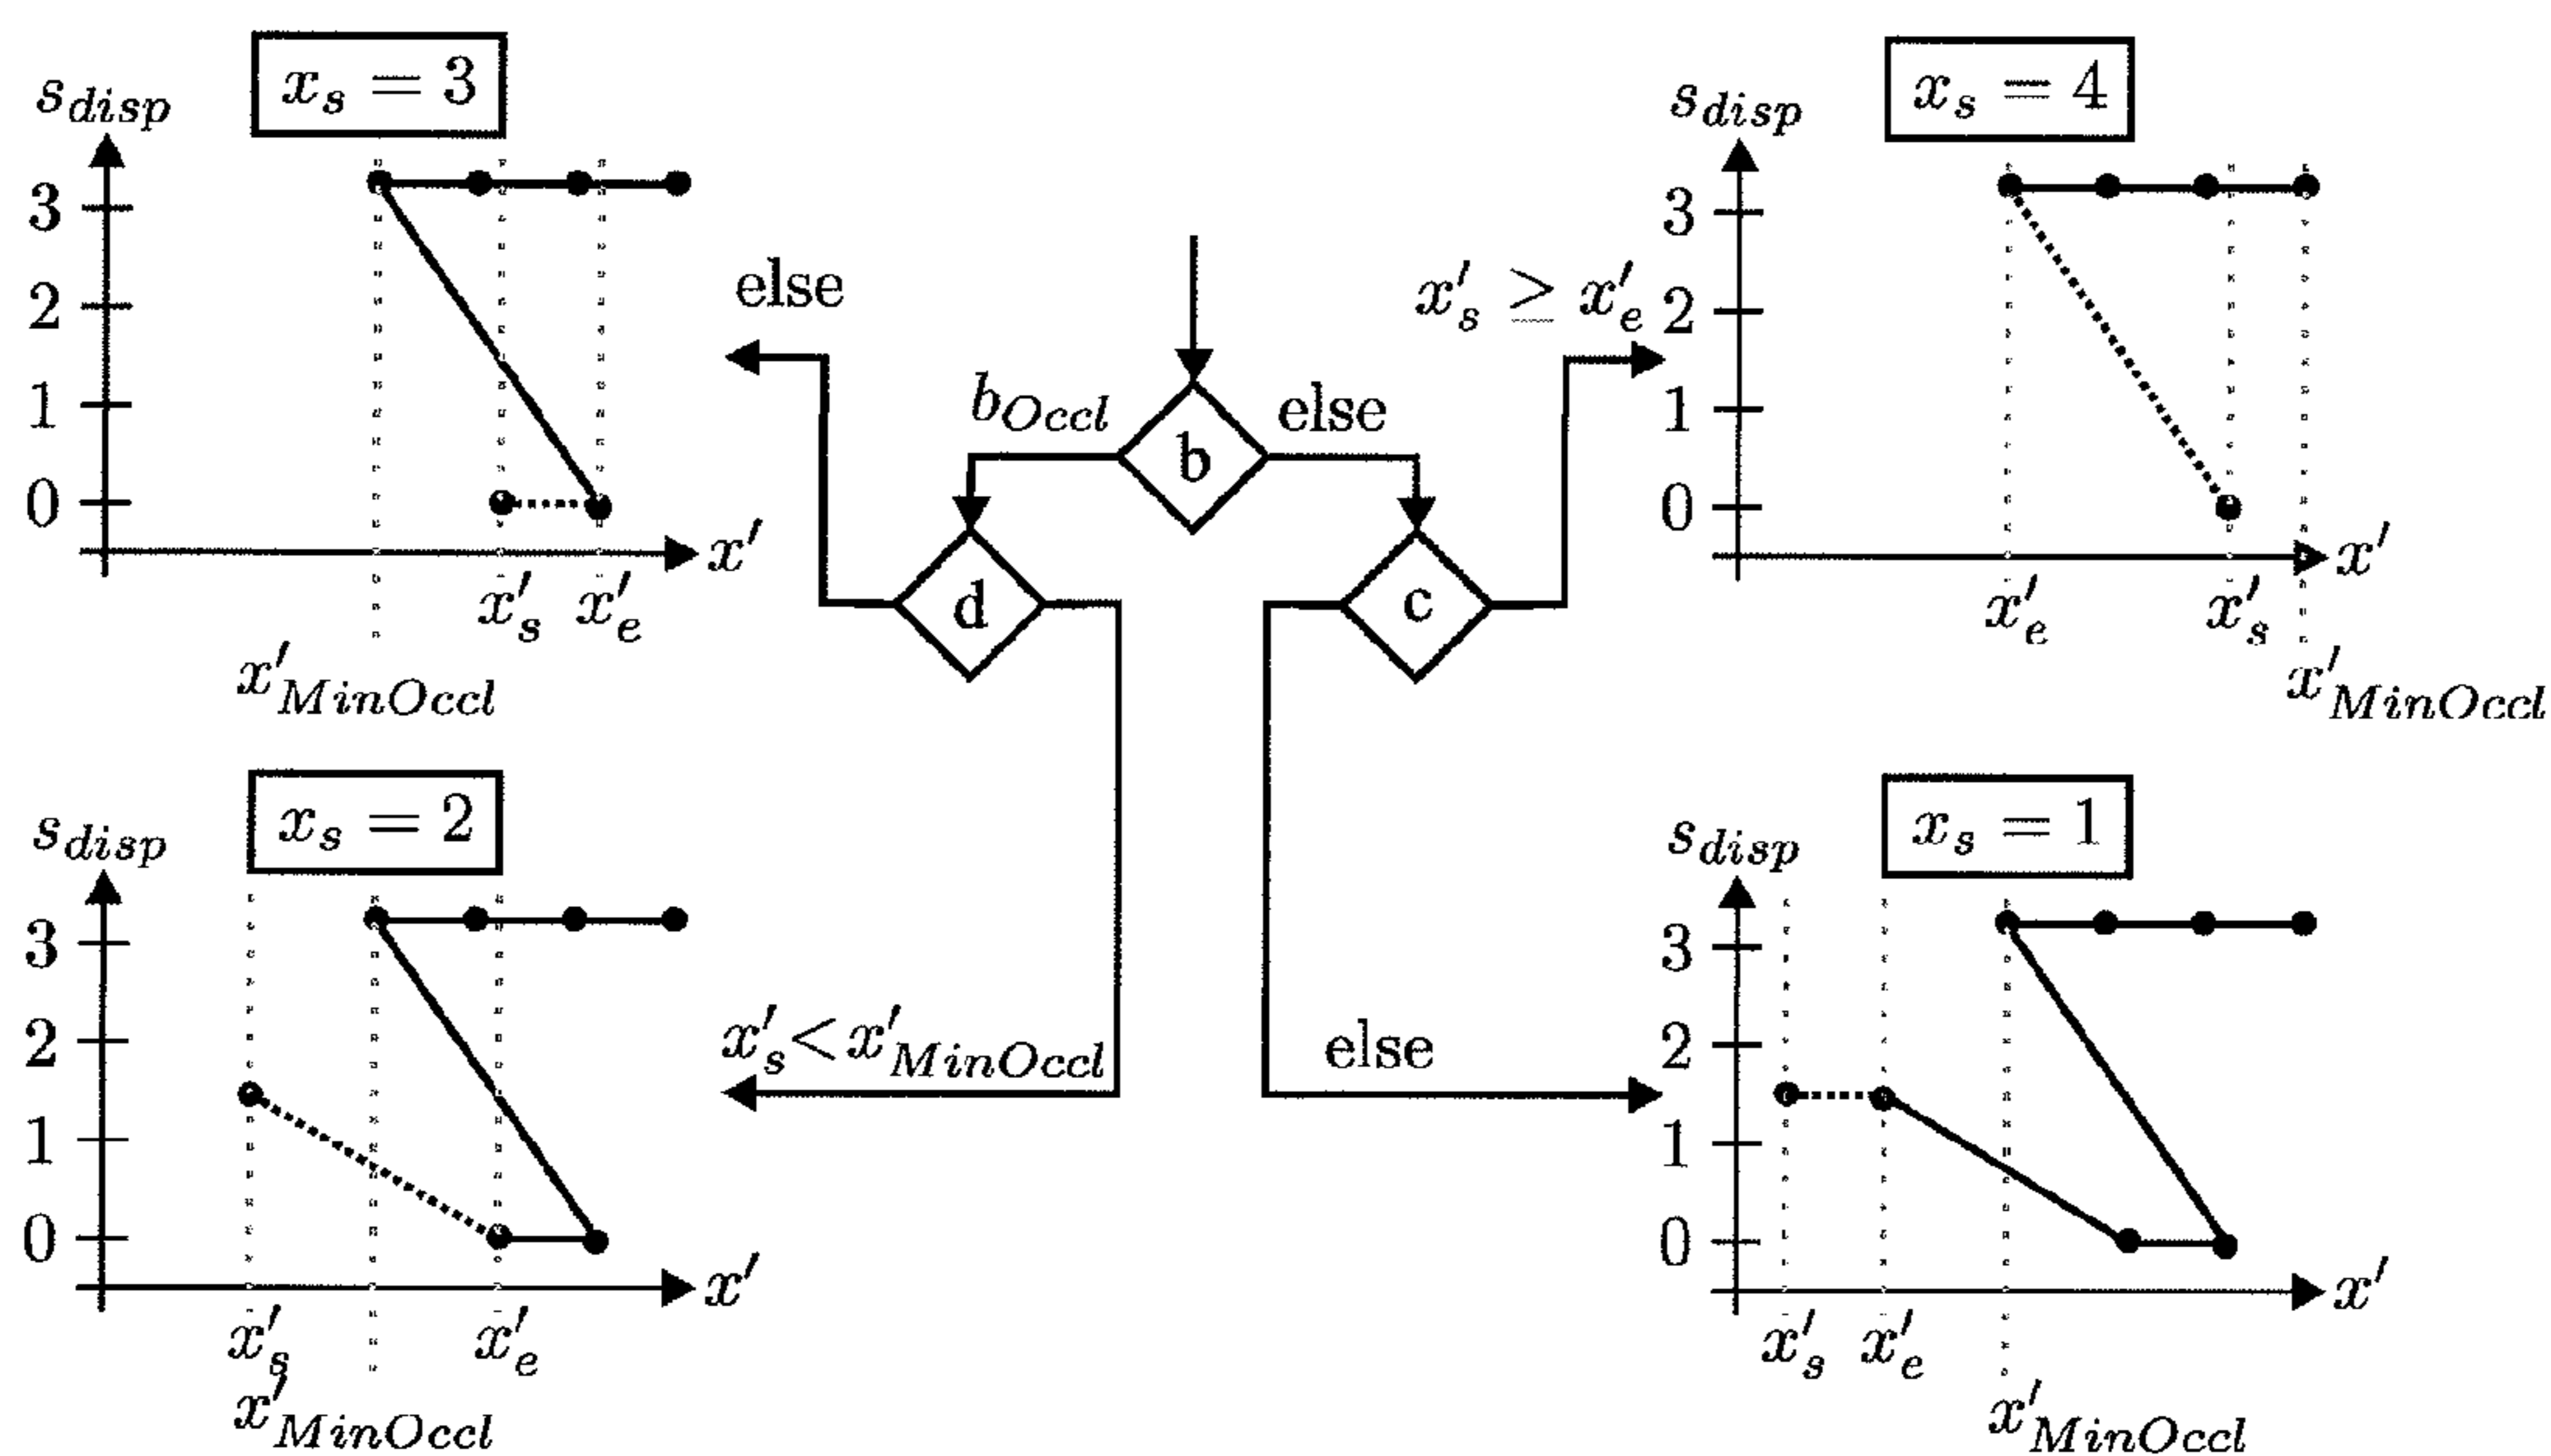 x_s = 3
s_disp
3
2
1
0
x'
x'_s x'_e
x'_MinOccl
else
b_Occl
b
else
d
c
x'_s ≥ x'_e
x_s = 4
s_disp
3
2
1
0
x'
x'_e x'_s
x'_MinOccl
x_s = 2
s_disp
3
2
1
0
x'
x'_s x'_e
x'_MinOccl
x'_s < x'_MinOccl
else
x_s = 1
s_disp
3
2
1
0
x'
x'_s x'_e
x'_MinOccl